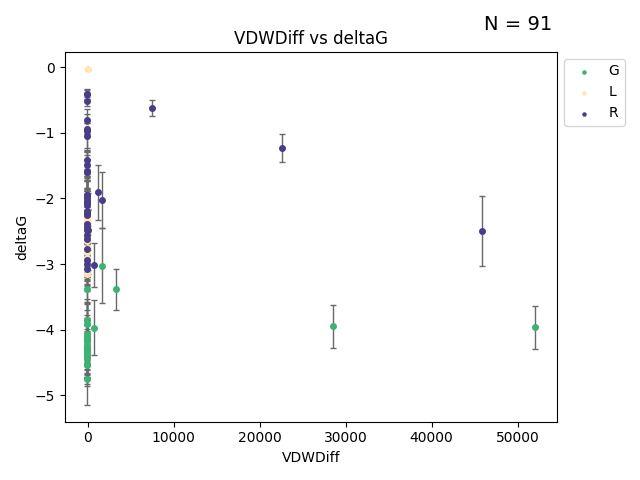 N = 91
VDWDiff vs deltaG
G
L
R
deltaG
0
−1
−2
−3
−4
−5
0
10000
20000
30000
40000
50000
VDWDiff